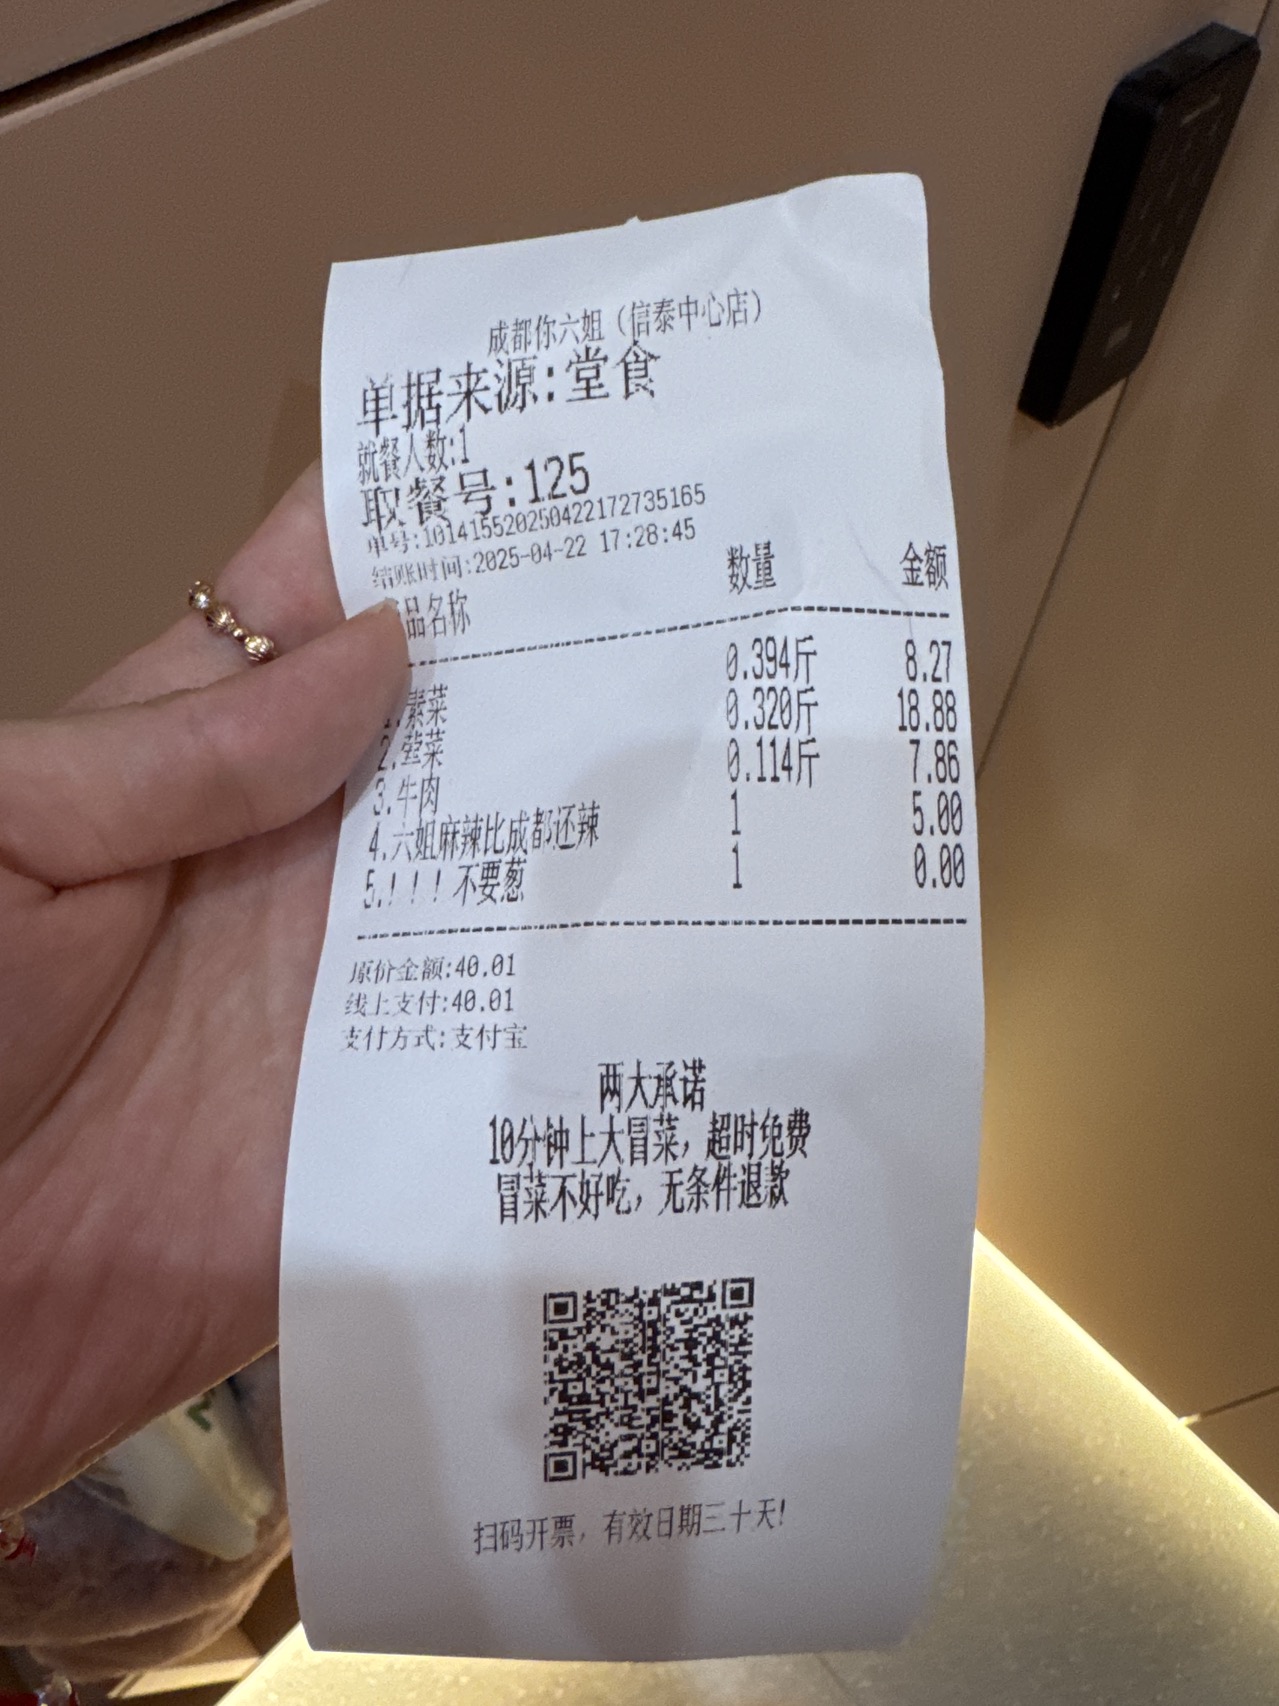 成都你六姐（信泰中心店）
单据来源:堂食
就餐人数:1
取餐号:125
单号:10141552025042217273516​5
结账时间:2025-04-22 17:28:45
品名称 数量 金额
1.素菜 0.394斤 8.27
2.荤菜 0.320斤 18.88
3.牛肉 0.114斤 7.86
4.六姐麻辣比成都还辣 1 5.00
5.！！！不要葱 1 0.00
原价金额:40.01
线上支付:40.01
支付方式:支付宝
两大承诺
10分钟上大冒菜，超时免费
冒菜不好吃，无条件退款
扫码开票，有效日期三十天!